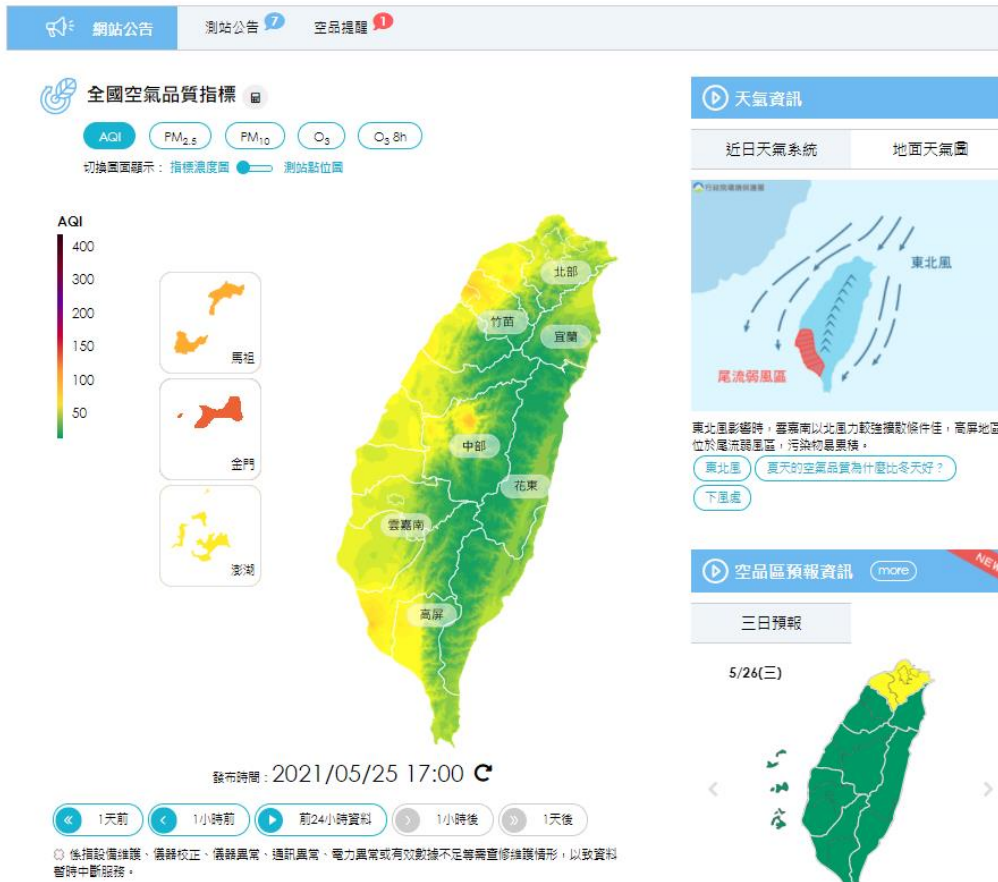 網站公告
測站公告 7
空品提醒 1
全國空氣品質指標
AQI
PM2.5
PM10
O3
O3 8h
切換圖面顯示：指標濃度圖 測站點位圖
AQI
400
300
200
150
100
50
馬祖
金門
澎湖
北部
竹苗
宜蘭
中部
花東
雲嘉南
高屏
發布時間：2021/05/25 17:00
1天前
1小時前
前24小時資料
1小時後
1天後
係指設備維護、儀器校正、儀器異常、通訊異常、電力異常或有效數據不足等需查修維護情形，以致資料
暫時中斷服務。
天氣資訊
近日天氣系統
地面天氣圖
行政院環境保護署
東北風
尾流弱風區
東北風影響時，雲嘉南以北風力較強擴散條件佳，高屏地區
位於尾流弱風區，污染物易累積。
東北風
夏天的空氣品質為什麼比冬天好？
下風處
空品區預報資訊
more
NEW
三日預報
5/26(三)